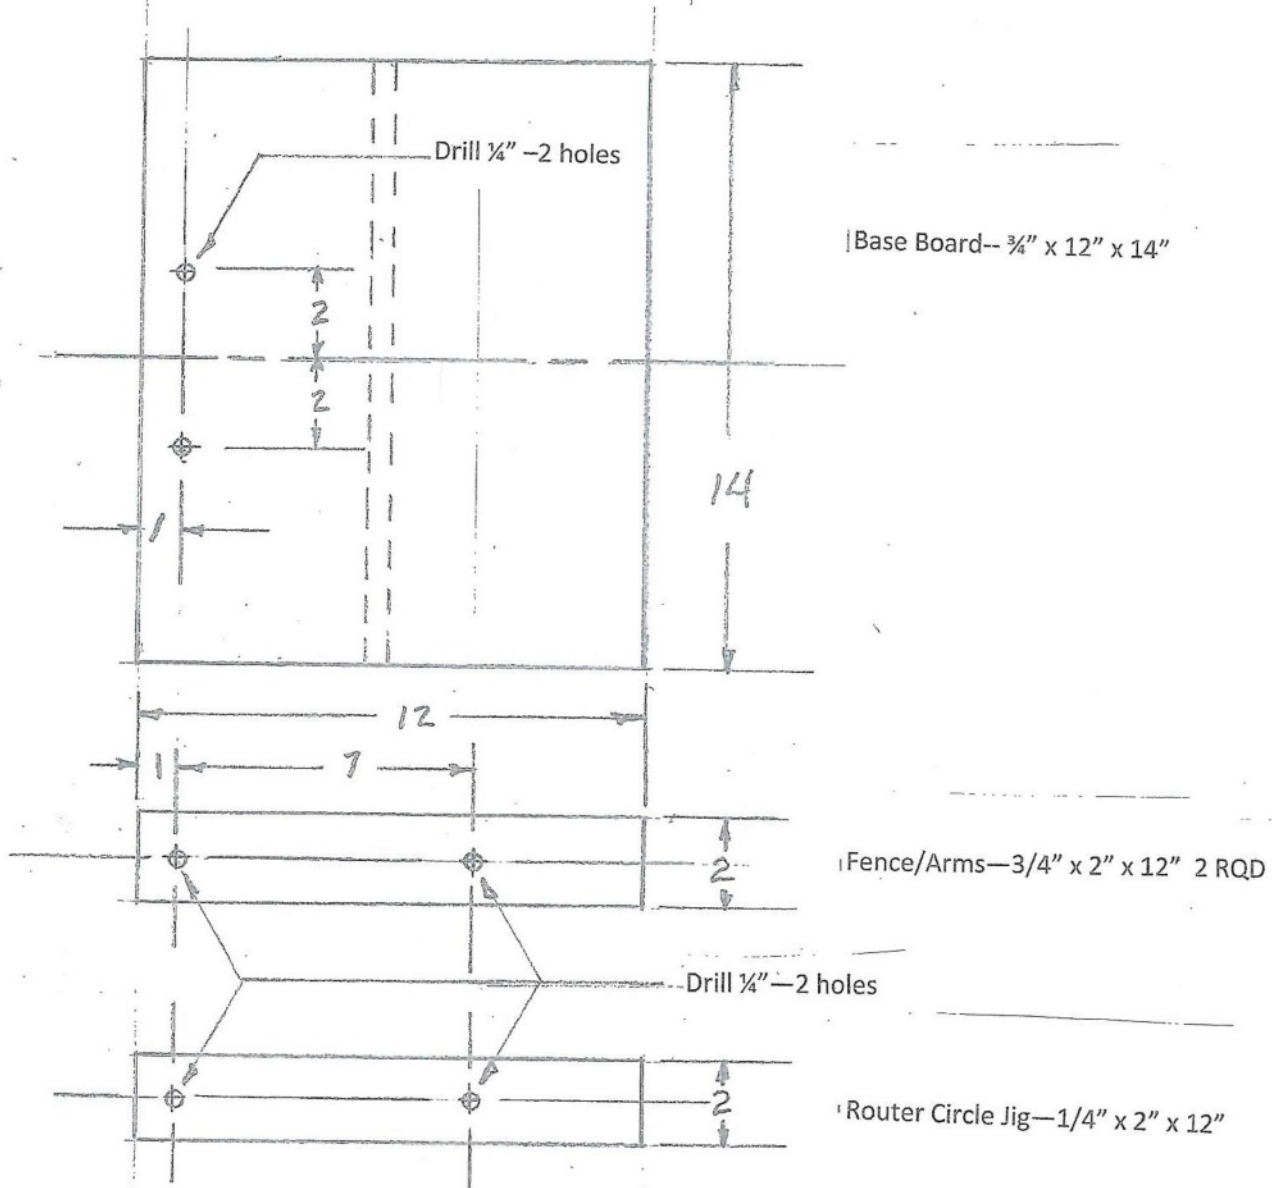 Drill ¼” –2 holes
Base Board-- ¾” x 12” x 14”
2
2
14
1
12
1 7
2
Fence/Arms—3/4” x 2” x 12” 2 RQD
Drill ¼”—2 holes
2
Router Circle Jig—1/4” x 2” x 12”